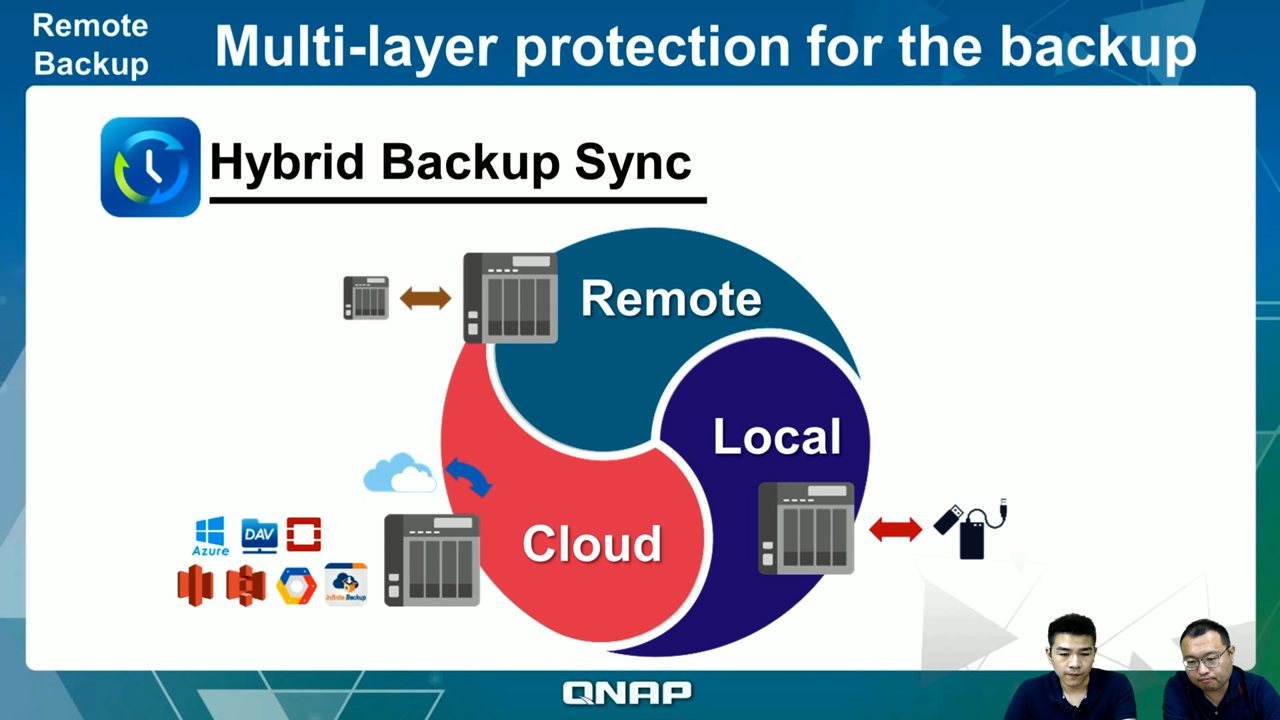 Remote
Backup
Multi-layer protection for the backup
Hybrid Backup Sync
Remote
Local
Cloud
Azure
DAV
Infinite Backup
QNAP